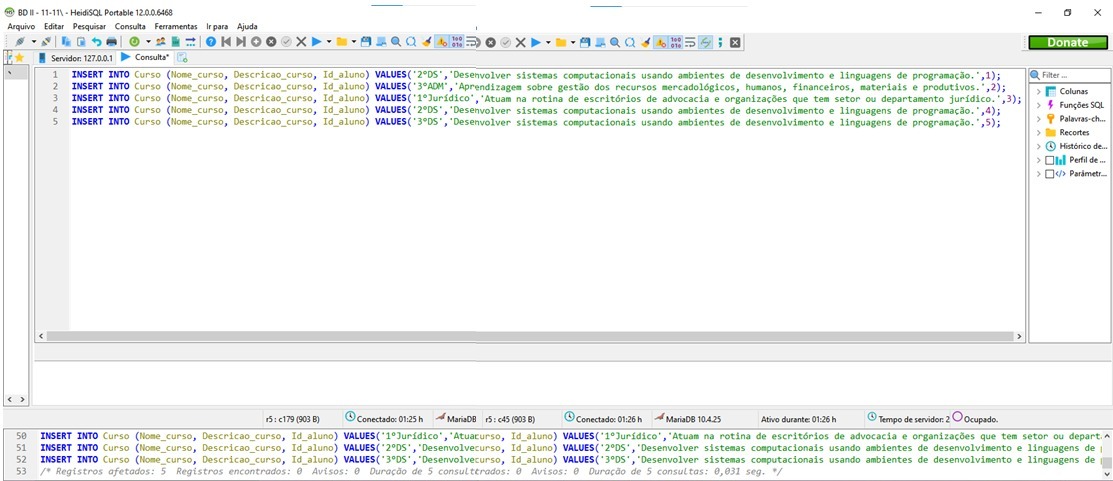 BD II - 11-11\ - HeidiSQL Portable 12.0.0.6468
Arquivo Editar Pesquisar Consulta Ferramentas Ir para Ajuda
Donate
Servidor: 127.0.0.1 Consulta*
1 INSERT INTO Curso (Nome_curso, Descricao_curso, Id_aluno) VALUES('2ºDS','Desenvolver sistemas computacionais usando ambientes de desenvolvimento e linguagens de programação.',1);
2 INSERT INTO Curso (Nome_curso, Descricao_curso, Id_aluno) VALUES('3ºADM','Aprendizagem sobre gestão dos recursos mercadológicos, humanos, financeiros, materiais e produtivos.',2);
3 INSERT INTO Curso (Nome_curso, Descricao_curso, Id_aluno) VALUES('1ºJurídico','Atuam na rotina de escritórios de advocacia e organizações que tem setor ou departamento jurídico.',3);
4 INSERT INTO Curso (Nome_curso, Descricao_curso, Id_aluno) VALUES('2ºDS','Desenvolver sistemas computacionais usando ambientes de desenvolvimento e linguagens de programação.',4);
5 INSERT INTO Curso (Nome_curso, Descricao_curso, Id_aluno) VALUES('3ºDS','Desenvolver sistemas computacionais usando ambientes de desenvolvimento e linguagens de programação.',5);
Filter ...
Colunas
Funções SQL
Palavras-ch...
Recortes
Histórico de...
Perfil de ...
Parâmetr...
r5 : c179 (903 B) Conectado: 01:25 h MariaDB r5 : c45 (903 B) Conectado: 01:26 h MariaDB 10.4.25 Ativo durante: 01:26 h Tempo de servidor: 2 Ocupado.
50 INSERT INTO Curso (Nome_curso, Descricao_curso, Id_aluno) VALUES('1ºJurídico','Atuacurso, Id_aluno) VALUES('1ºJurídico','Atuam na rotina de escritórios de advocacia e organizações que tem setor ou depart
51 INSERT INTO Curso (Nome_curso, Descricao_curso, Id_aluno) VALUES('2ºDS','Desenvolvecurso, Id_aluno) VALUES('2ºDS','Desenvolver sistemas computacionais usando ambientes de desenvolvimento e linguagens de
52 INSERT INTO Curso (Nome_curso, Descricao_curso, Id_aluno) VALUES('3ºDS','Desenvolvecurso, Id_aluno) VALUES('3ºDS','Desenvolver sistemas computacionais usando ambientes de desenvolvimento e linguagens de
53 /* Registros afetados: 5 Registros encontrados: 0 Avisos: 0 Duração de 5 consulttrados: 0 Avisos: 0 Duração de 5 consultas: 0,031 seg. */